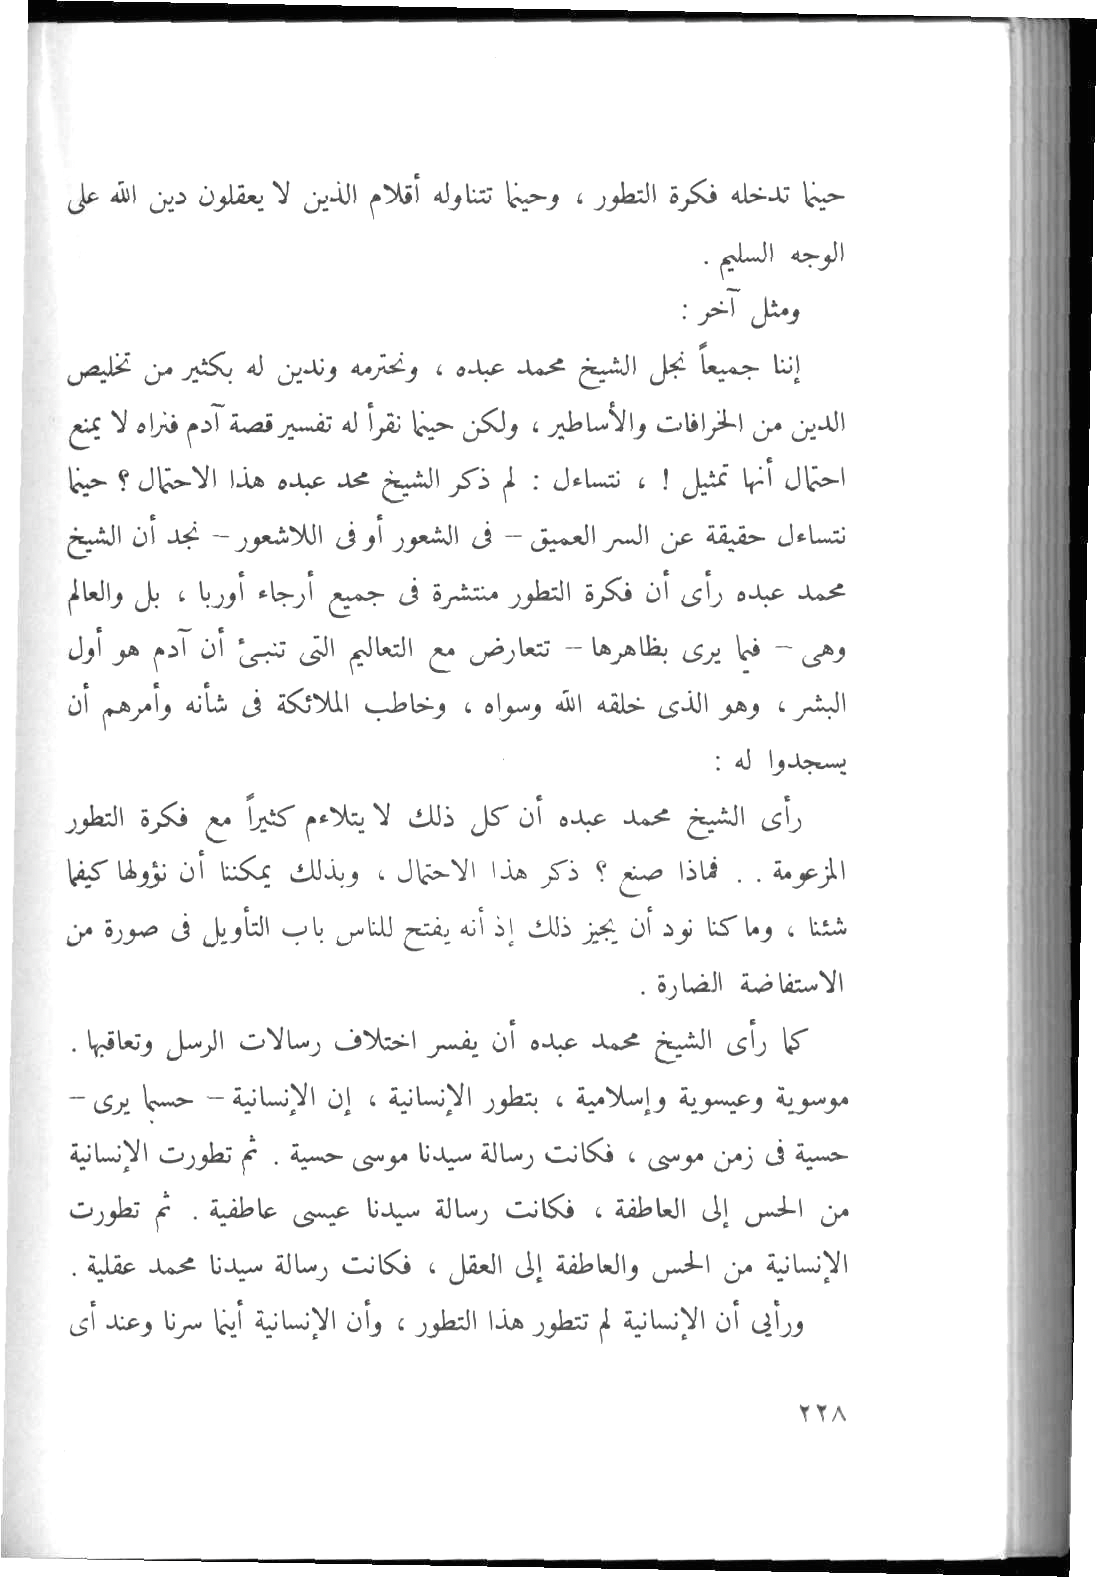 حينما تدخله فكرة التطور ، وحينما تتناوله أقلام الذين لا يعقلون دين الله على
الوجه السليم .
ومثل آخر :
إننا جميعاً نجل الشيخ محمد عبده ، ونحترمه وندين له بكثير من تخليص
الدين من الخرافات والأساطير ، ولكن حينما نقرأ له تفسير قصة آدم فنراه لا يمنع
احتمال أنها تمثيل ! ، نتساءل : لم ذكر الشيخ محمد عبده هذا الاحتمال ؟ حينما
نتساءل حقيقة عن السر العميق – فى الشعور أو فى اللاشعور – نجد أن الشيخ
محمد عبده رأى أن فكرة التطور منتشرة فى جميع أرجاء أوربا ، بل والعالم
وهى – فيما يرى بظاهرها – تتعارض مع التعاليم التى تنبئ أن آدم هو أول
البشر ، وهو الذى خلقه الله وسواه ، وخاطب الملائكة فى شأنه وأمرهم أن
يسجدوا له :
رأى الشيخ محمد عبده أن كل ذلك لا يتلاءم كثيراً مع فكرة التطور
المزعومة . . فماذا صنع ؟ ذكر هذا الاحتمال ، وبذلك يمكننا أن نؤولها كيفما
شئنا ، وما كنا نود أن يجيز ذلك إذ أنه يفتح للناس باب التأويل فى صورة من
الاستفاضة الضارة .
كما رأى الشيخ محمد عبده أن يفسر اختلاف رسالات الرسل وتعاقبها .
موسوية وعيسوية وإسلامية ، بتطور الإنسانية ، إن الإنسانية – حسبما يرى –
حسية فى زمن موسى ، فكانت رسالة سيدنا موسى حسية . ثم تطورت الإنسانية
من الحس إلى العاطفة ، فكانت رسالة سيدنا عيسى عاطفية . ثم تطورت
الإنسانية من الحس والعاطفة إلى العقل ، فكانت رسالة سيدنا محمد عقلية .
ورأيى أن الإنسانية لم تتطور هذا التطور ، وأن الإنسانية أينما سرنا وعند أى
٢٢٨